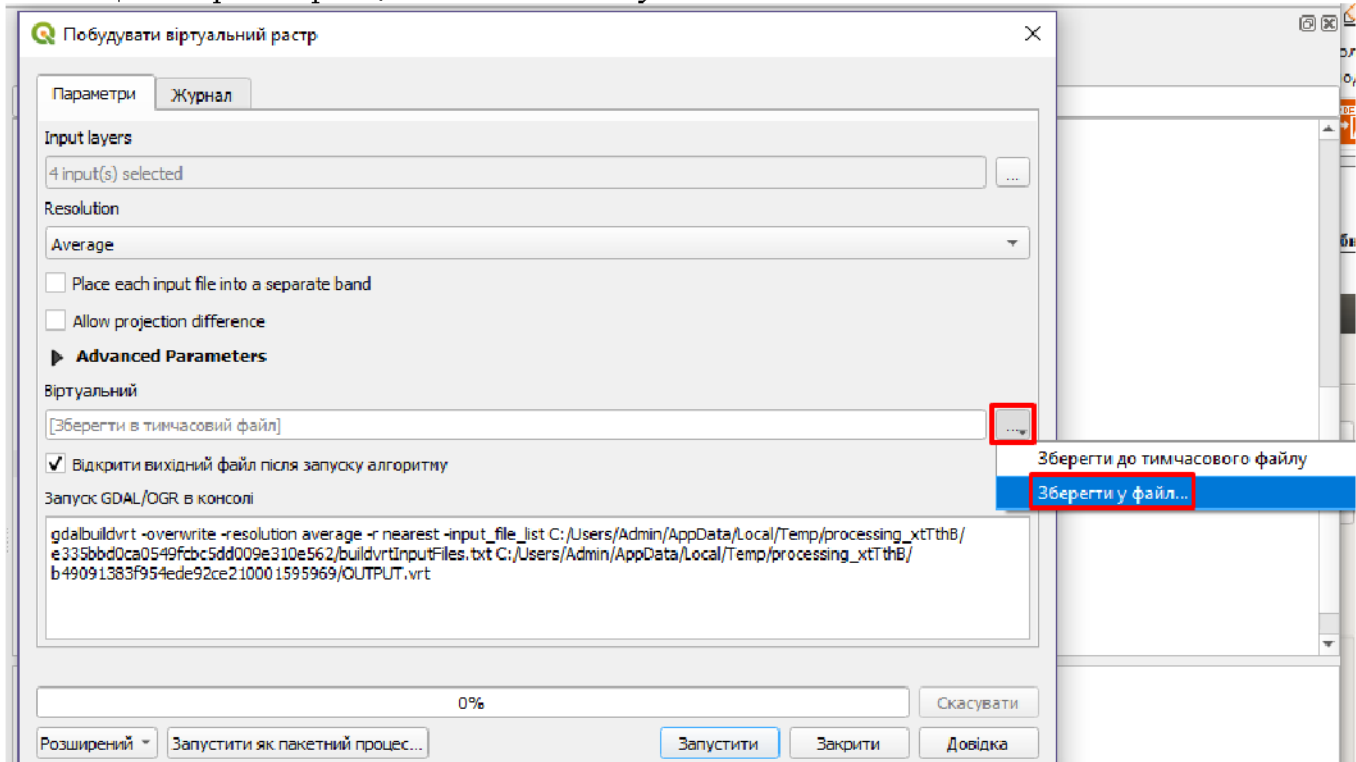 Побудувати віртуальний растр
Параметри
Журнал
Input layers
4 input(s) selected
...
Resolution
Average
Place each input file into a separate band
Allow projection difference
Advanced Parameters
Віртуальний
[Зберегти в тимчасовий файл]
...
Зберегти до тимчасового файлу
Відкрити вихідний файл після запуску алгоритму
Зберегти у файл...
Запуск GDAL/OGR в консолі
gdalbuildvrt -overwrite -resolution average -r nearest -input_file_list C:/Users/Admin/AppData/Local/Temp/processing_xtTthB/
e335bbd0ca0549fcbc5dd009e310e562/buildvrtInputFiles.txt C:/Users/Admin/AppData/Local/Temp/processing_xtTthB/
b49091383f954ede92ce210001595969/OUTPUT.vrt
0%
Скасувати
Розширений
Запустити як пакетний процес...
Запустити
Закрити
Довідка